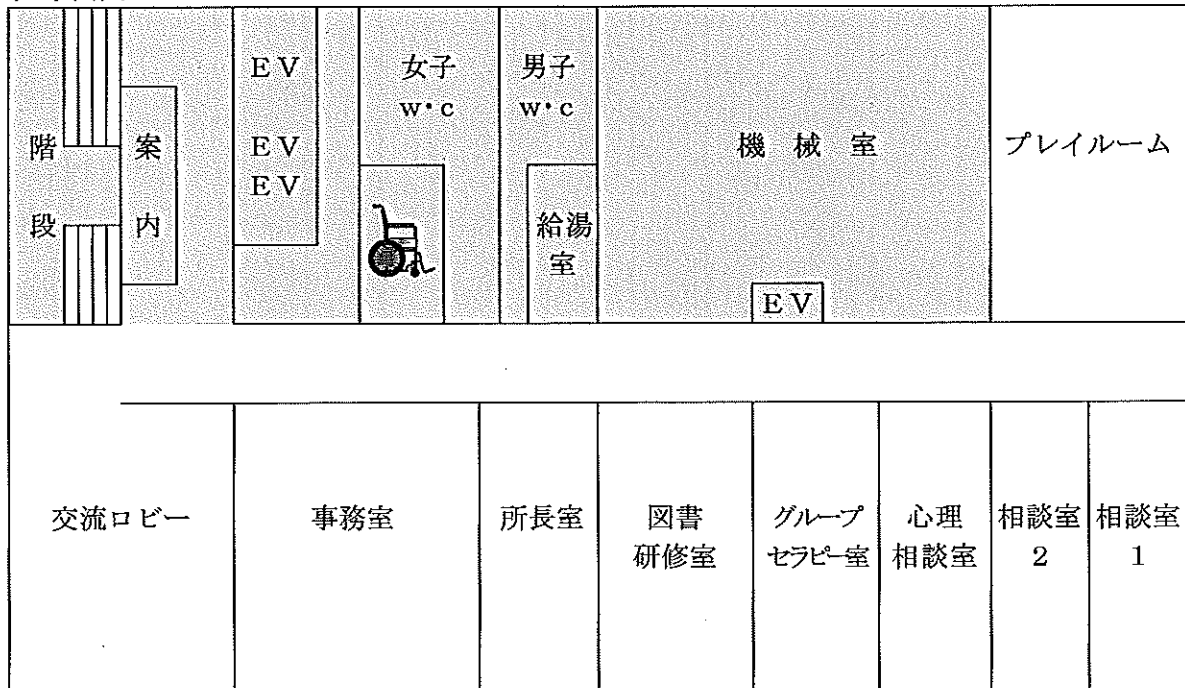 階段
案内
EV
EV
EV
女子
w・c
男子
w・c
給湯
室
機械室
EV
プレイルーム
交流ロビー
事務室
所長室
図書
研修室
グループ
セラピー室
心理
相談室
相談室
2
相談室
1